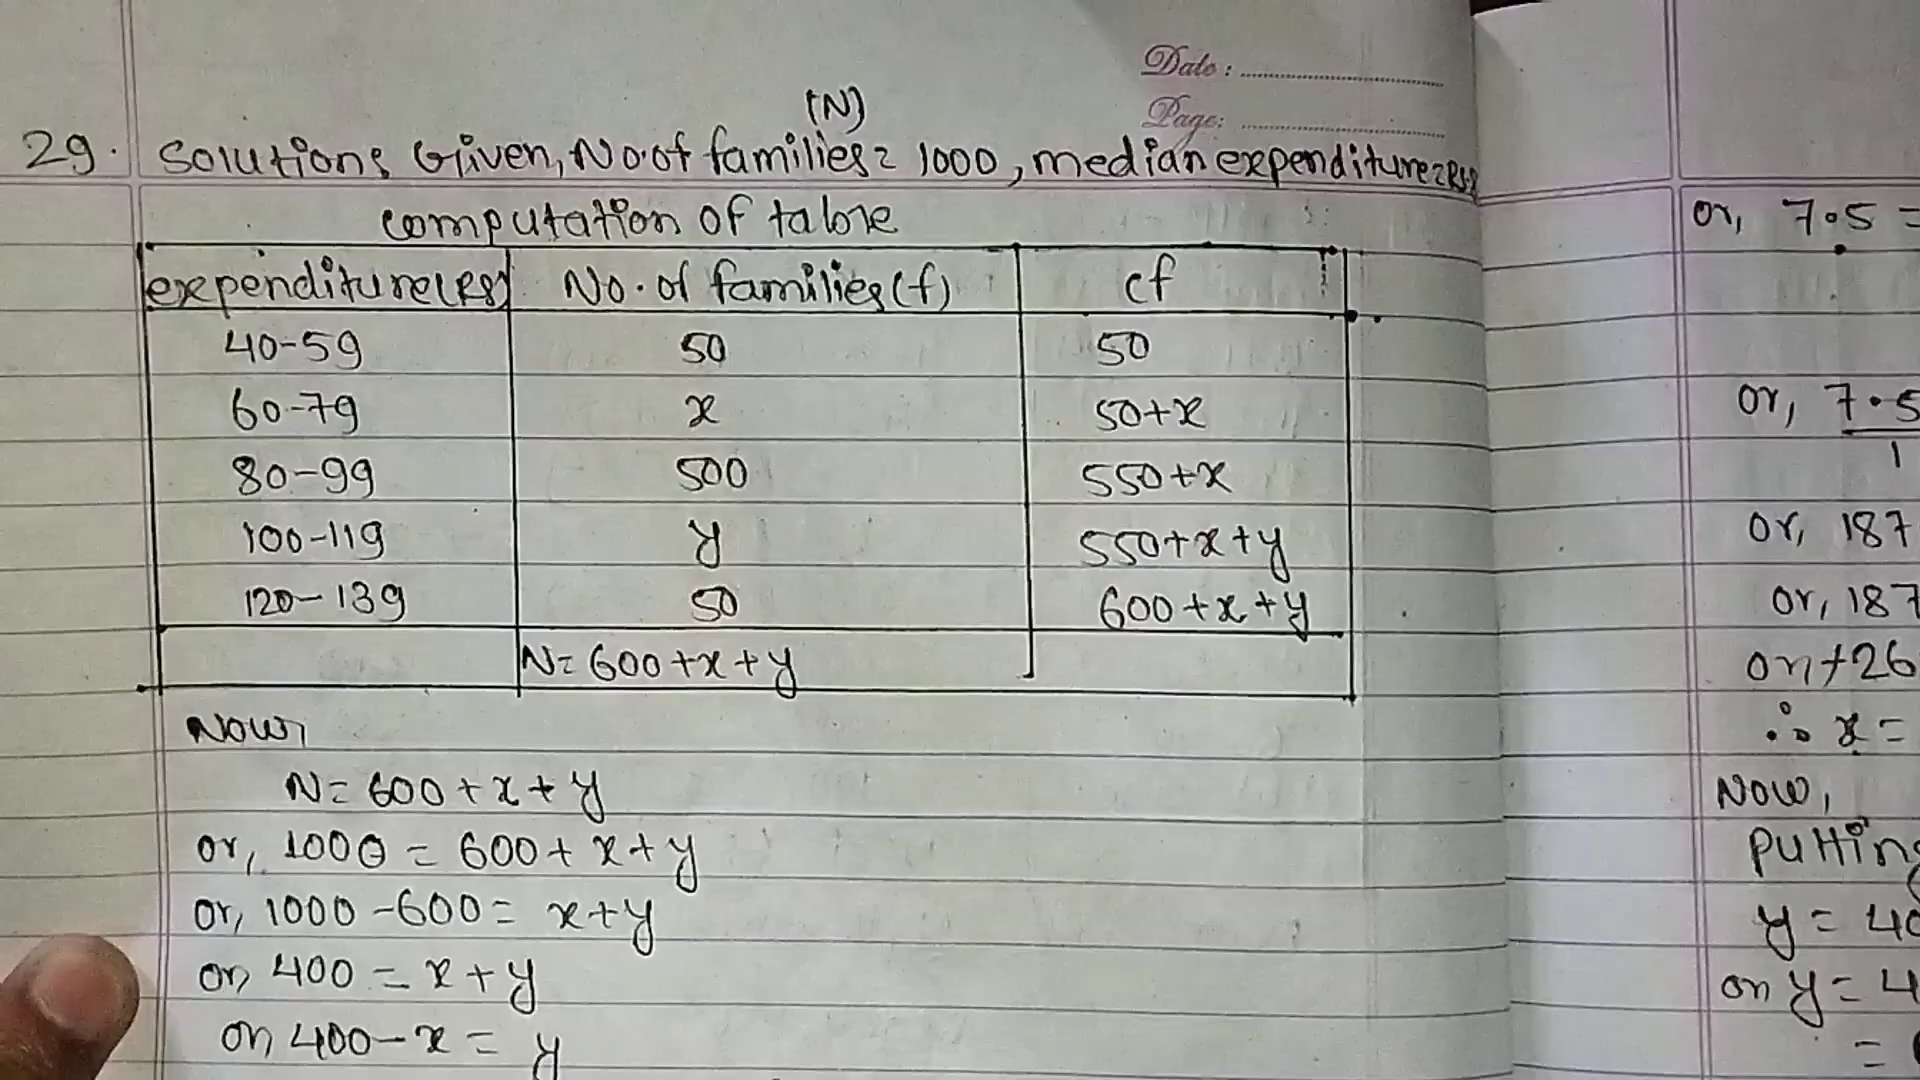 Date:
Page:
(N)
29. Solution: Given, No. of families = 1000, median expenditure = Rs.
computation of table
expenditure(RS) No. of families (f) cf
40-59 50 50
60-79 x 50+x
80-99 500 550+x
100-119 y 550+x+y
120-139 50 600+x+y
N= 600+x+y
Now,
N= 600+x+y
or, 1000 = 600+x+y
or, 1000-600= x+y
or, 400 = x+y
or, 400-x = y
or, 7.5 =
or, 7.5
1
or, 187
or, 187
or, +26
∴ x =
Now,
putting
y = 40
or, y = 4
=